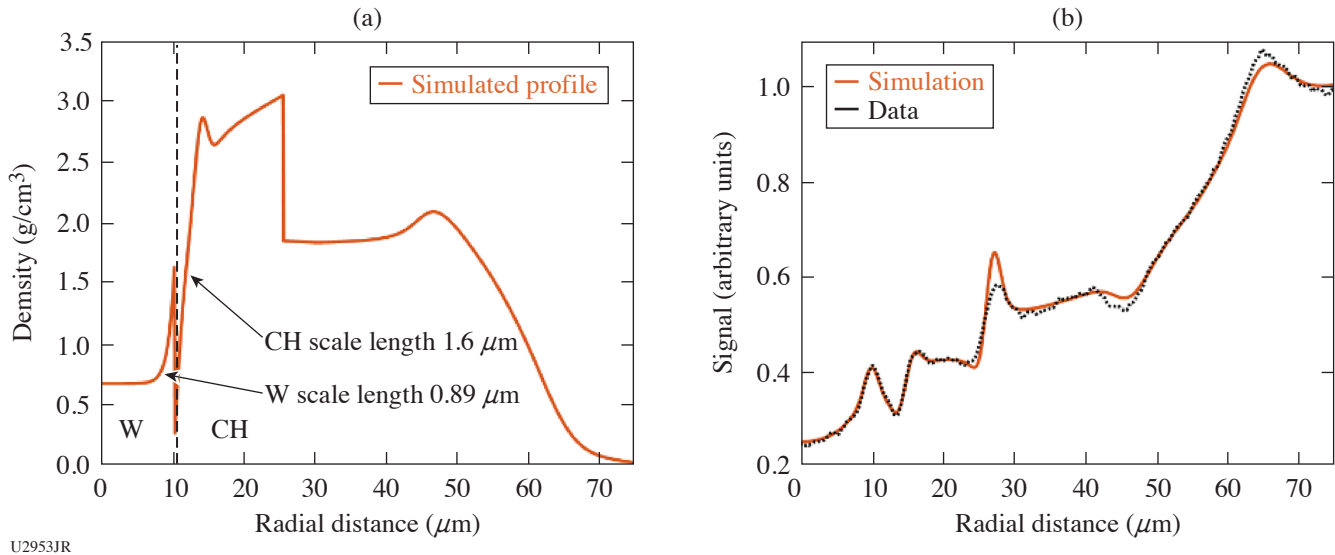 (a)
3.5
3.0
2.5
2.0
1.5
1.0
0.5
0.0
Demsity (g/cm³)
Simulated profile
CH scale length 1.6 μm
W scale length 0.89 μm
W
CH
0 10 20 30 40 50 60 70
Radial distance (μm)
(b)
1.0
0.8
0.6
0.4
0.2
Signal (arbitrary units)
Simulation
Data
0 10 20 30 40 50 60 70
Radial distance (μm)
U2953JR